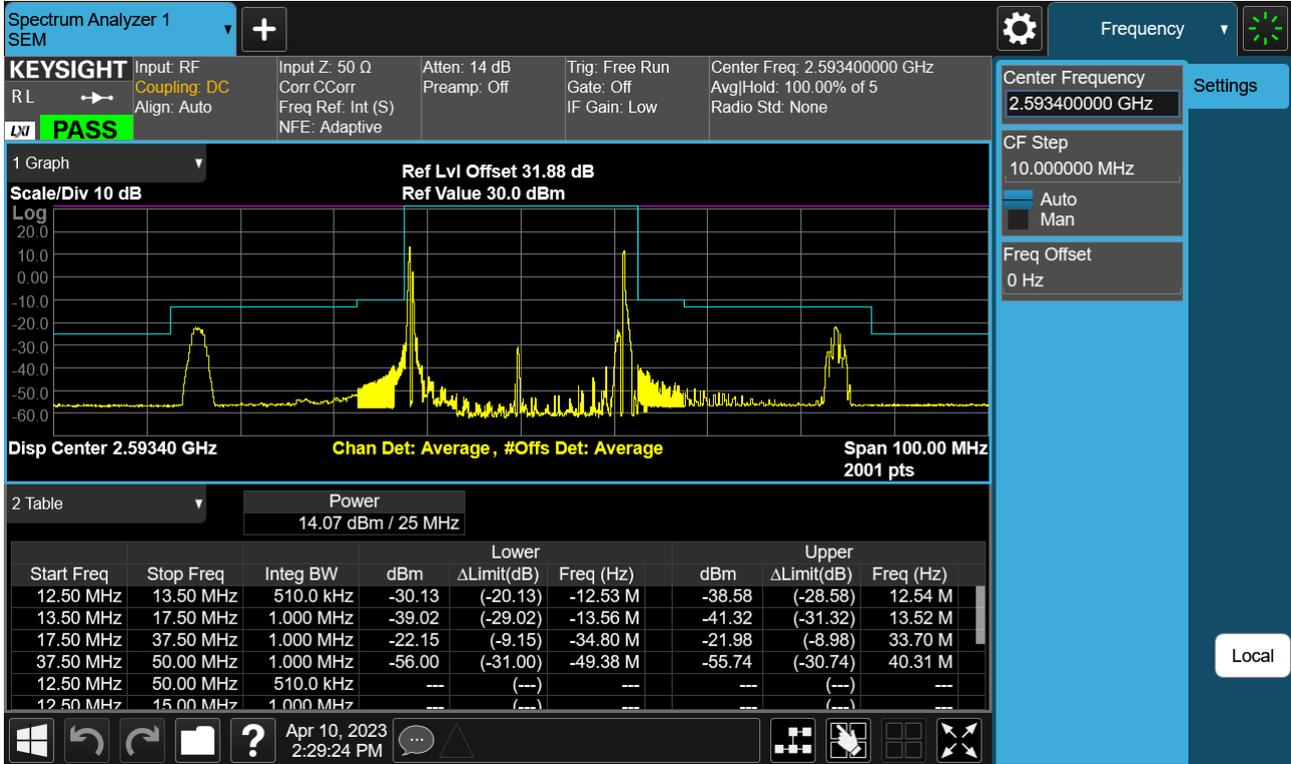 Spectrum Analyzer 1
SEM
Frequency
KEYSIGHT
RL
LXI
PASS
Input: RF
Coupling: DC
Align: Auto
Input Z: 50 Ω
Corr CCorr
Freq Ref: Int (S)
NFE: Adaptive
Atten: 14 dB
Preamp: Off
Trig: Free Run
Gate: Off
IF Gain: Low
Center Freq: 2.593400000 GHz
Avg|Hold: 100.00% of 5
Radio Std: None
Center Frequency
2.593400000 GHz
Settings
CF Step
10.000000 MHz
Auto
Man
Freq Offset
0 Hz
Local
1 Graph
Scale/Div 10 dB
Ref Lvl Offset 31.88 dB
Ref Value 30.0 dBm
Log
20.0
10.0
0.00
-10.0
-20.0
-30.0
-40.0
-50.0
-60.0
Disp Center 2.59340 GHz
Chan Det: Average, #Offs Det: Average
Span 100.00 MHz
2001 pts
2 Table
Power
14.07 dBm / 25 MHz
Lower Upper
Start Freq Stop Freq Integ BW dBm ΔLimit(dB) Freq (Hz) dBm ΔLimit(dB) Freq (Hz)
12.50 MHz 13.50 MHz 510.0 kHz -30.13 (-20.13) -12.53 M -38.58 (-28.58) 12.54 M
13.50 MHz 17.50 MHz 1.000 MHz -39.02 (-29.02) -13.56 M -41.32 (-31.32) 13.52 M
17.50 MHz 37.50 MHz 1.000 MHz -22.15 (-9.15) -34.80 M -21.98 (-8.98) 33.70 M
37.50 MHz 50.00 MHz 1.000 MHz -56.00 (-31.00) -49.38 M -55.74 (-30.74) 40.31 M
12.50 MHz 50.00 MHz 510.0 kHz --- (---) --- --- (---) ---
12.50 MHz 15.00 MHz 1.000 MHz --- (---) --- --- (---) ---
?
Apr 10, 2023
2:29:24 PM